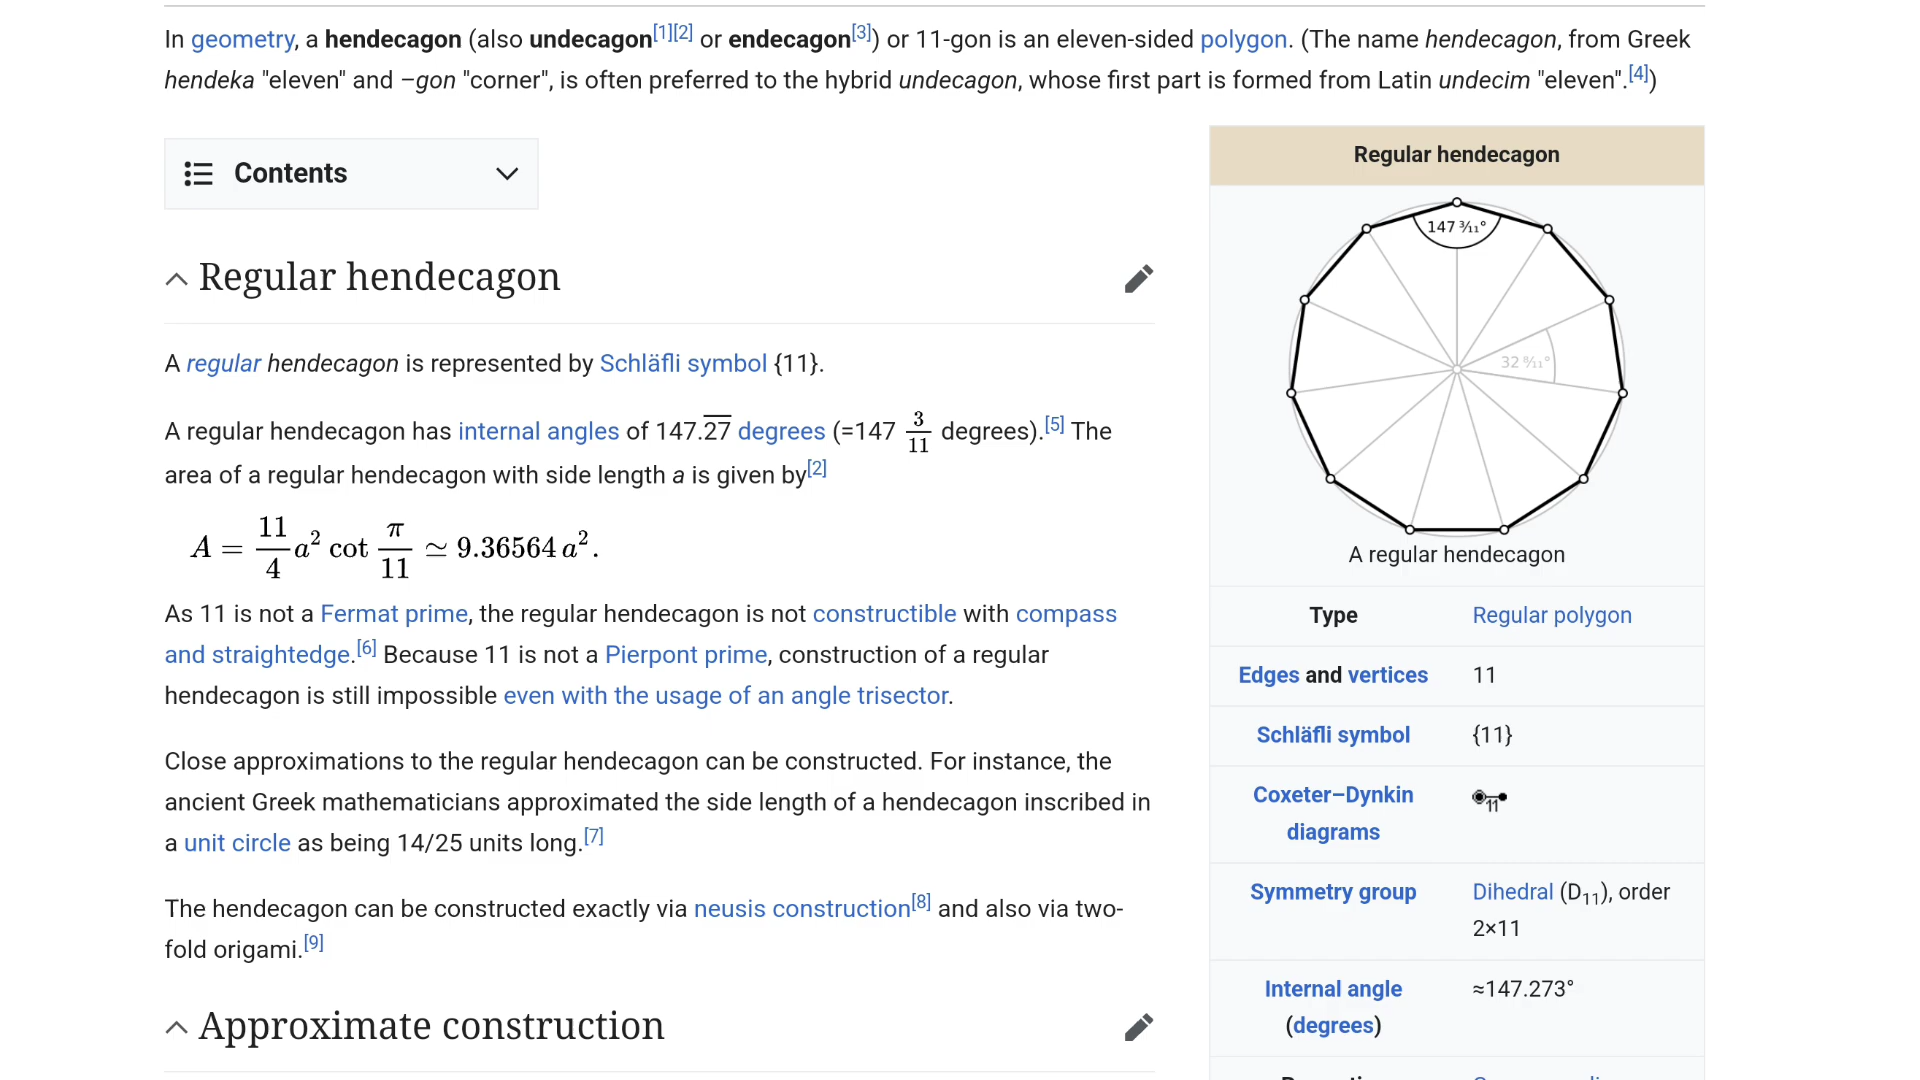 In geometry, a hendecagon (also undecagon[1][2] or endecagon[3]) or 11-gon is an eleven-sided polygon. (The name hendecagon, from Greek
hendeka "eleven" and –gon "corner", is often preferred to the hybrid undecagon, whose first part is formed from Latin undecim "eleven".[4])
Contents
Regular hendecagon
A regular hendecagon is represented by Schläfli symbol {11}.
A regular hendecagon has internal angles of 147.27 degrees (=147 3/11 degrees).[5] The
area of a regular hendecagon with side length a is given by[2]
A = 11/4 a² cot π/11 ≃ 9.36564 a².
As 11 is not a Fermat prime, the regular hendecagon is not constructible with compass
and straightedge.[6] Because 11 is not a Pierpont prime, construction of a regular
hendecagon is still impossible even with the usage of an angle trisector.
Close approximations to the regular hendecagon can be constructed. For instance, the
ancient Greek mathematicians approximated the side length of a hendecagon inscribed in
a unit circle as being 14/25 units long.[7]
The hendecagon can be constructed exactly via neusis construction[8] and also via two-
fold origami.[9]
Approximate construction
Regular hendecagon
147 3/11°
32 8/11°
A regular hendecagon
Type Regular polygon
Edges and vertices 11
Schläfli symbol {11}
Coxeter–Dynkin
diagrams
11
Symmetry group Dihedral (D₁₁), order
2×11
Internal angle ≈147.273°
(degrees)